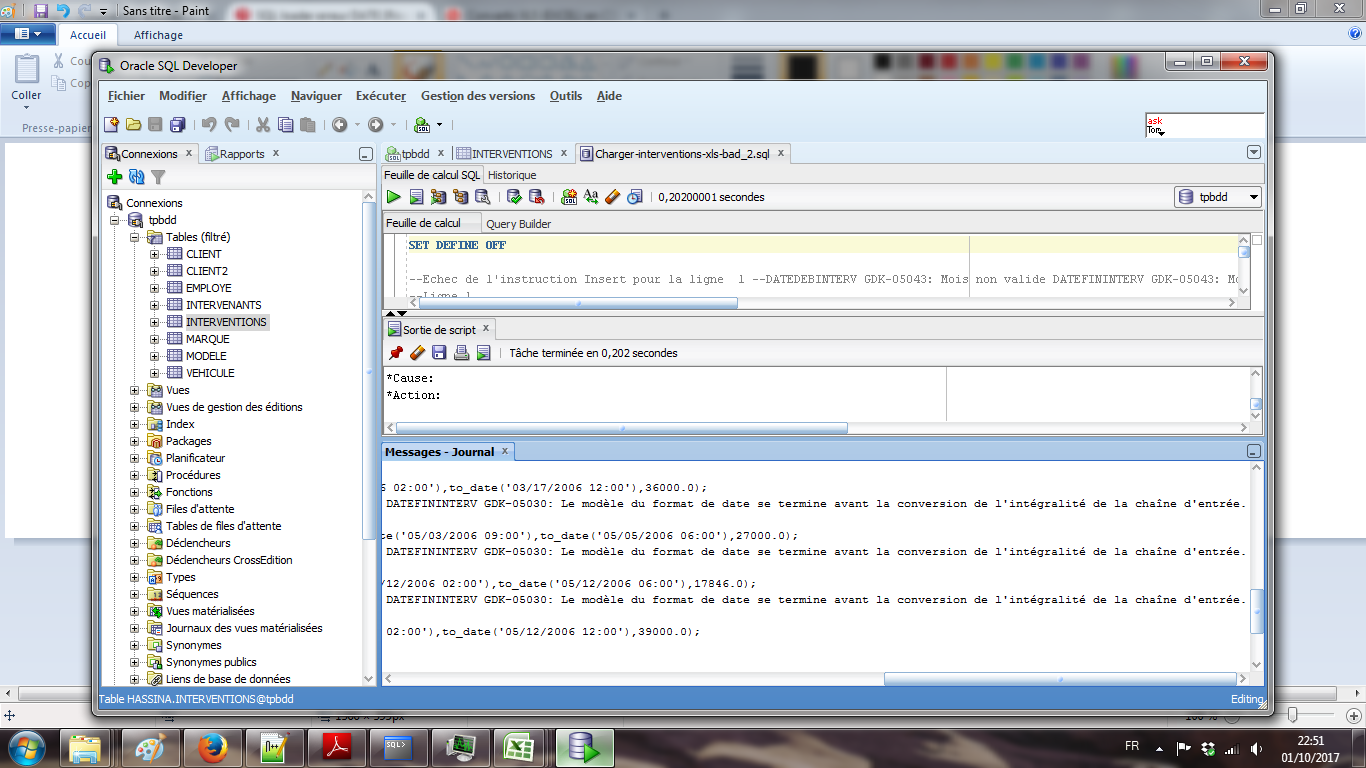 Sans titre - Paint
Accueil
Affichage
Coller
Cou
Cop
Presse-papier
Oracle SQL Developer
Fichier Modifier Affichage Naviguer Exécuter Gestion des versions Outils Aide
ask
Tom
Connexions
Rapports
tpbdd
INTERVENTIONS
Charger-interventions-xls-bad_2.sql
Feuille de calcul SQL
Historique
0,20200001 secondes
tpbdd
Feuille de calcul
Query Builder
Connexions
tpbdd
Tables (filtré)
CLIENT
CLIENT2
EMPLOYE
INTERVENANTS
INTERVENTIONS
MARQUE
MODELE
VEHICULE
Vues
Vues de gestion des éditions
Index
Packages
Planificateur
Procédures
Fonctions
Files d'attente
Tables de files d'attente
Déclencheurs
Déclencheurs CrossEdition
Types
Séquences
Vues matérialisées
Journaux des vues matérialisées
Synonymes
Synonymes publics
Liens de base de données
SET DEFINE OFF
--Echec de l'instruction Insert pour la ligne 1 --DATEDEBINTERV GDK-05043: Mois non valide DATEFININTERV GDK-05043: Mo
--Ligne 1
Sortie de script
Tâche terminée en 0,202 secondes
*Cause:
*Action:
Messages - Journal
6 02:00'),to_date('03/17/2006 12:00'),36000.0);
DATEFININTERV GDK-05030: Le modèle du format de date se termine avant la conversion de l'intégralité de la chaîne d'entrée.
te('05/03/2006 09:00'),to_date('05/05/2006 06:00'),27000.0);
DATEFININTERV GDK-05030: Le modèle du format de date se termine avant la conversion de l'intégralité de la chaîne d'entrée.
/12/2006 02:00'),to_date('05/12/2006 06:00'),17846.0);
DATEFININTERV GDK-05030: Le modèle du format de date se termine avant la conversion de l'intégralité de la chaîne d'entrée.
02:00'),to_date('05/12/2006 12:00'),39000.0);
Table HASSINA.INTERVENTIONS@tpbdd
Editing
SQL>
FR
22:51
01/10/2017